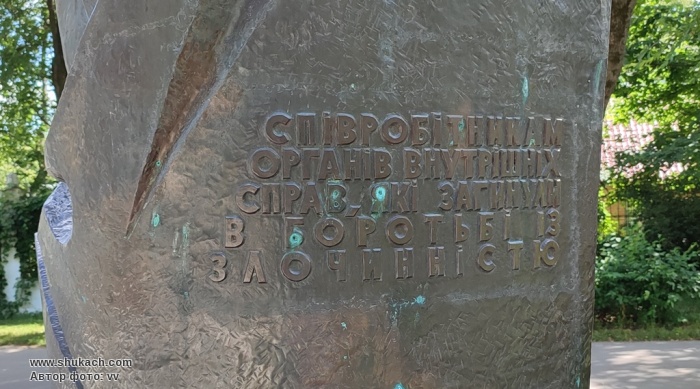 СПІВРОБІТНИКАМ
ОРГАНІВ ВНУТРІШНІХ
СПРАВ, ЯКІ ЗАГИНУЛИ
В БОРОТЬБІ ІЗ
ЗЛОЧИННІСТЮ
www.shukach.com
Автор фото: vv